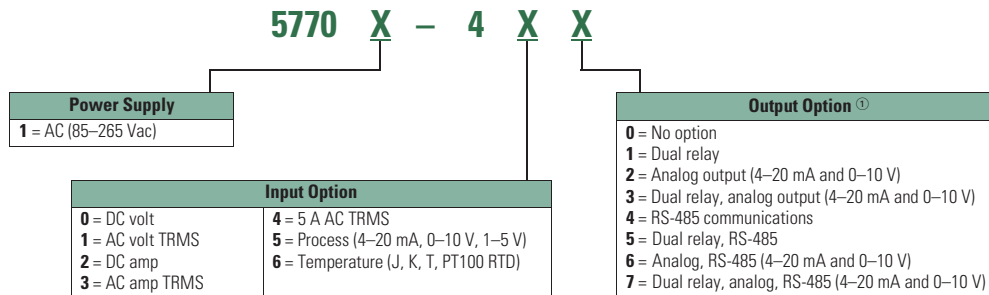 5770 X – 4 X X
Power Supply
1 = AC (85–265 Vac)
Input Option
0 = DC volt
1 = AC volt TRMS
2 = DC amp
3 = AC amp TRMS
4 = 5 A AC TRMS
5 = Process (4–20 mA, 0–10 V, 1–5 V)
6 = Temperature (J, K, T, PT100 RTD)
Output Option ①
0 = No option
1 = Dual relay
2 = Analog output (4–20 mA and 0–10 V)
3 = Dual relay, analog output (4–20 mA and 0–10 V)
4 = RS-485 communications
5 = Dual relay, RS-485
6 = Analog, RS-485 (4–20 mA and 0–10 V)
7 = Dual relay, analog, RS-485 (4–20 mA and 0–10 V)